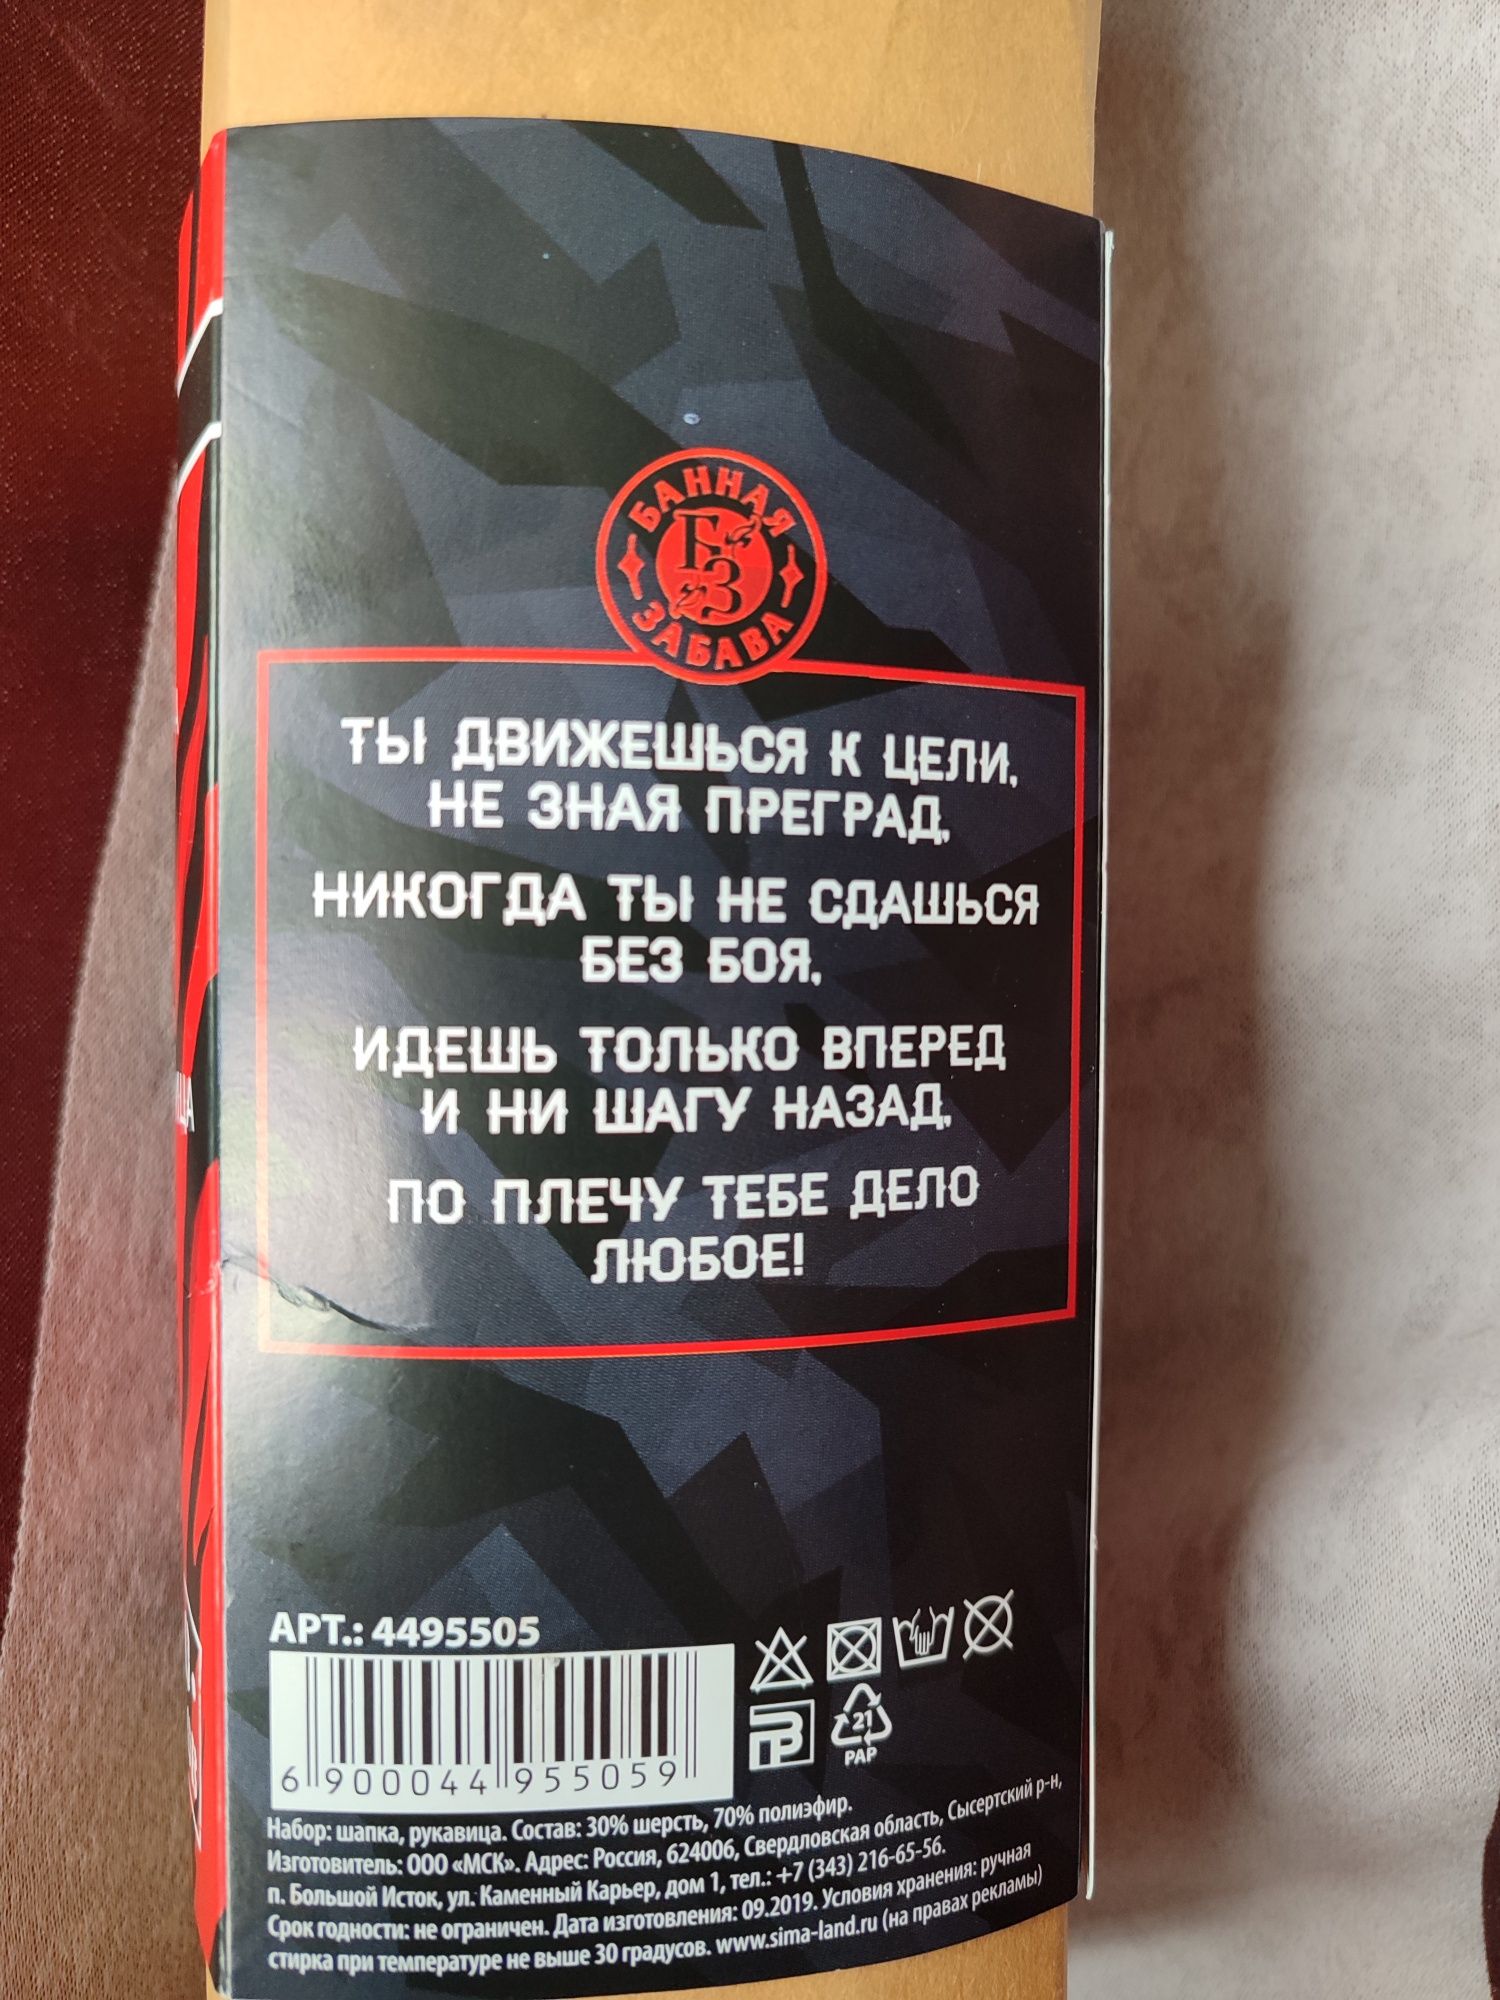 БАННАЯ
БЗ
ЗАБАВА
ТЫ ДВИЖЕШЬСЯ К ЦЕЛИ,
НЕ ЗНАЯ ПРЕГРАД,
НИКОГДА ТЫ НЕ СДАШЬСЯ
БЕЗ БОЯ,
ИДЕШЬ ТОЛЬКО ВПЕРЕД
И НИ ШАГУ НАЗАД,
ПО ПЛЕЧУ ТЕБЕ ДЕЛО
ЛЮБОЕ!
АРТ.: 4495505
6 900044 955059
21
PAP
Набор: шапка, рукавица. Состав: 30% шерсть, 70% полиэфир.
Изготовитель: ООО «МСК». Адрес: Россия, 624006, Свердловская область, Сысертский р-н,
п. Большой Исток, ул. Каменный Карьер, дом 1, тел.: +7 (343) 216-65-56.
Срок годности: не ограничен. Дата изготовления: 09.2019. Условия хранения: ручная
стирка при температуре не выше 30 градусов. www.sima-land.ru (на правах рекламы)